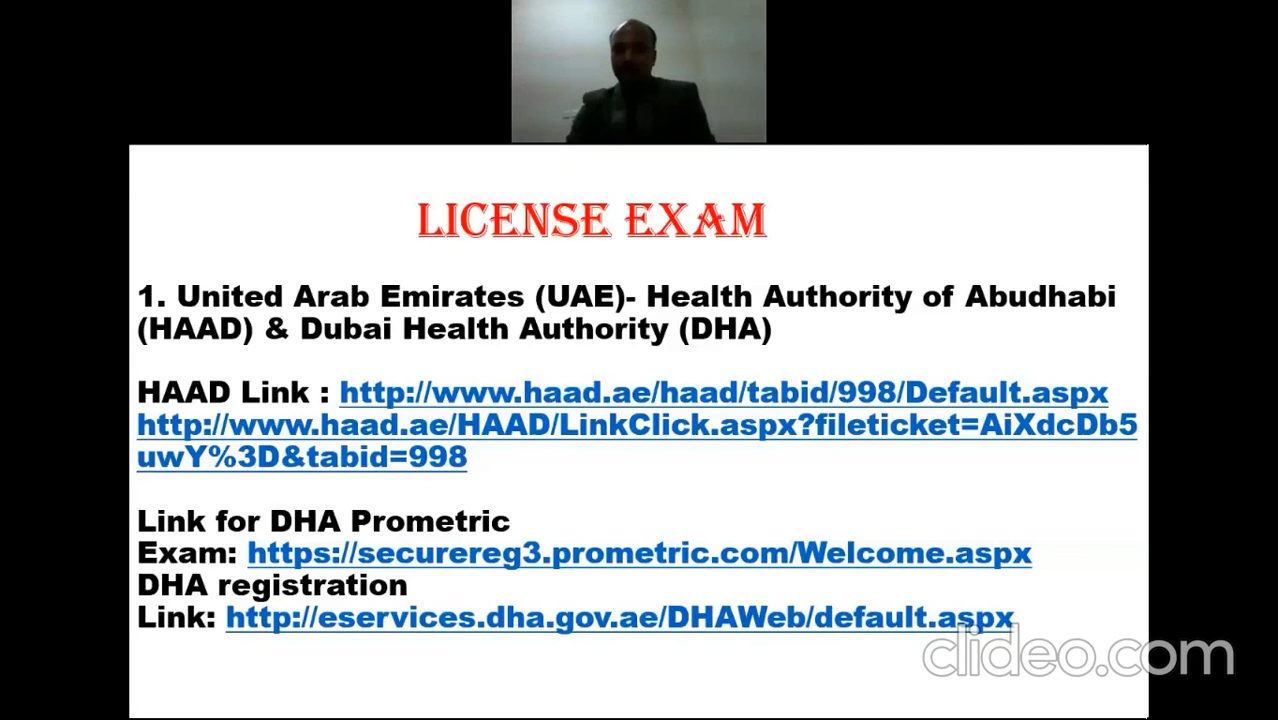 LICENSE EXAM
1. United Arab Emirates (UAE)- Health Authority of Abudhabi
(HAAD) & Dubai Health Authority (DHA)
HAAD Link : http://www.haad.ae/haad/tabid/998/Default.aspx
http://www.haad.ae/HAAD/LinkClick.aspx?fileticket=AiXdcDb5
uwY%3D&tabid=998
Link for DHA Prometric
Exam: https://securereg3.prometric.com/Welcome.aspx
DHA registration
Link: http://eservices.dha.gov.ae/DHAWeb/default.aspx
clideo.com